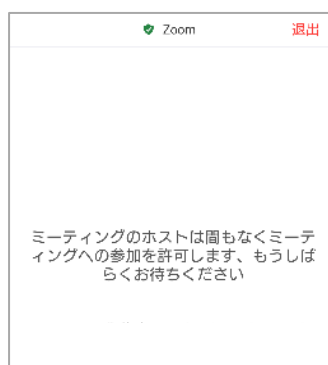 Zoom 退出
ミーティングのホストは間もなくミーテ
ィングへの参加を許可します、もうしば
らくお待ちください